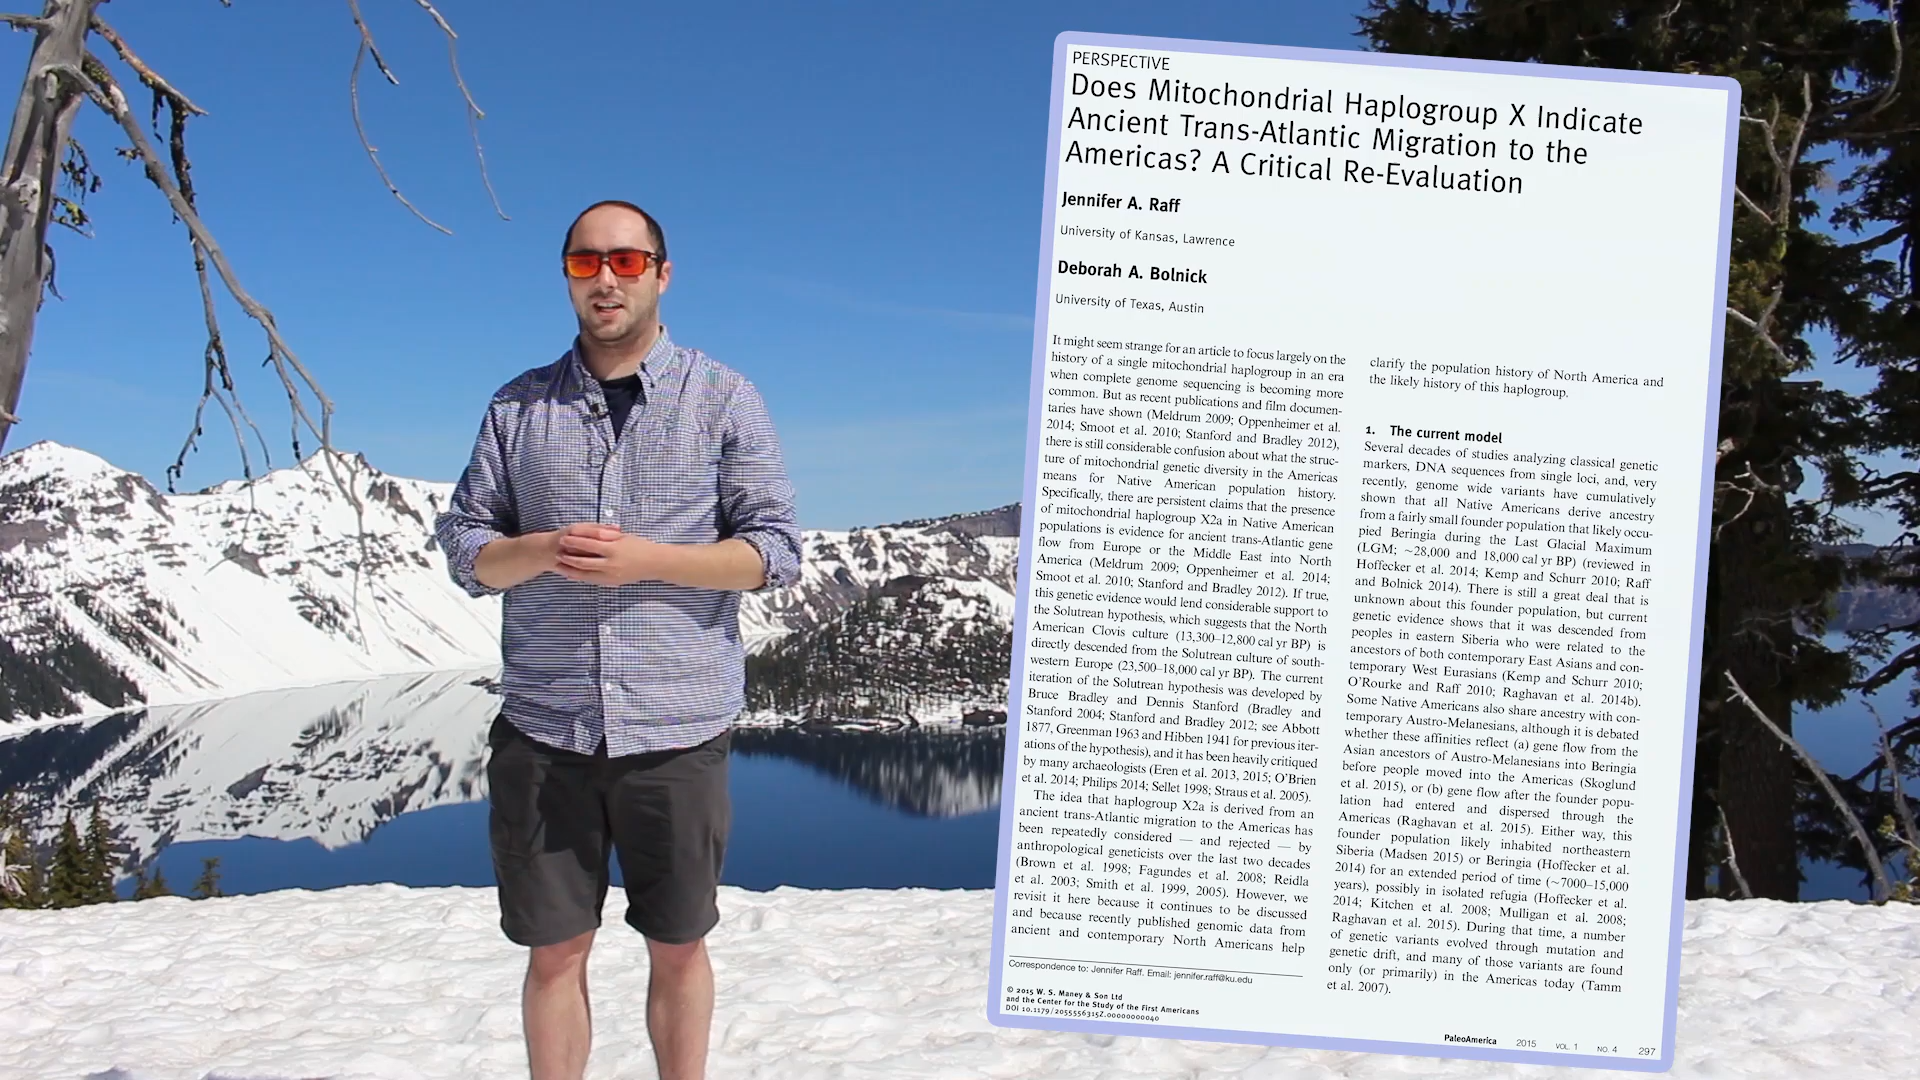 PERSPECTIVE
Does Mitochondrial Haplogroup X Indicate
Ancient Trans-Atlantic Migration to the
Americas? A Critical Re-Evaluation
Jennifer A. Raff
University of Kansas, Lawrence
Deborah A. Bolnick
University of Texas, Austin
It might seem strange for an article to focus largely on the
history of a single mitochondrial haplogroup in an era
when complete genome sequencing is becoming more
common. But as recent publications and film documen-
taries have shown (Meldrum 2009; Oppenheimer et al.
2014; Smoot et al. 2010; Stanford and Bradley 2012),
there is still considerable confusion about what the struc-
ture of mitochondrial genetic diversity in the Americas
means for Native American population history.
Specifically, there are persistent claims that the presence
of mitochondrial haplogroup X2a in Native American
populations is evidence for ancient trans-Atlantic gene
flow from Europe or the Middle East into North
America (Meldrum 2009; Oppenheimer et al. 2014;
Smoot et al. 2010; Stanford and Bradley 2012). If true,
this genetic evidence would lend considerable support to
the Solutrean hypothesis, which suggests that the North
American Clovis culture (13,300–12,800 cal yr BP) is
directly descended from the Solutrean culture of south-
western Europe (23,500–18,000 cal yr BP). The current
iteration of the Solutrean hypothesis was developed by
Bruce Bradley and Dennis Stanford (Bradley and
Stanford 2004; Stanford and Bradley 2012; see Abbott
1877, Greenman 1963 and Hibben 1941 for previous iter-
ations of the hypothesis), and it has been heavily critiqued
by many archaeologists (Eren et al. 2013, 2015; O'Brien
et al. 2014; Philips 2014; Sellet 1998; Straus et al. 2005).
The idea that haplogroup X2a is derived from an
ancient trans-Atlantic migration to the Americas has
been repeatedly considered — and rejected — by
anthropological geneticists over the last two decades
(Brown et al. 1998; Fagundes et al. 2008; Reidla
et al. 2003; Smith et al. 1999, 2005). However, we
revisit it here because it continues to be discussed
and because recently published genomic data from
ancient and contemporary North Americans help
clarify the population history of North America and
the likely history of this haplogroup.
1. The current model
Several decades of studies analyzing classical genetic
markers, DNA sequences from single loci, and, very
recently, genome wide variants have cumulatively
shown that all Native Americans derive ancestry
from a fairly small founder population that likely occu-
pied Beringia during the Last Glacial Maximum
(LGM; ~28,000 and 18,000 cal yr BP) (reviewed in
Hoffecker et al. 2014; Kemp and Schurr 2010; Raff
and Bolnick 2014). There is still a great deal that is
unknown about this founder population, but current
genetic evidence shows that it was descended from
peoples in eastern Siberia who were related to the
ancestors of both contemporary East Asians and con-
temporary West Eurasians (Kemp and Schurr 2010;
O'Rourke and Raff 2010; Raghavan et al. 2014b).
Some Native Americans also share ancestry with con-
temporary Austro-Melanesians, although it is debated
whether these affinities reflect (a) gene flow from the
Asian ancestors of Austro-Melanesians into Beringia
before people moved into the Americas (Skoglund
et al. 2015), or (b) gene flow after the founder popu-
lation had entered and dispersed through the
Americas (Raghavan et al. 2015). Either way, this
founder population likely inhabited northeastern
Siberia (Madsen 2015) or Beringia (Hoffecker et al.
2014) for an extended period of time (~7000–15,000
years), possibly in isolated refugia (Hoffecker et al.
2014; Kitchen et al. 2008; Mulligan et al. 2008;
Raghavan et al. 2015). During that time, a number
of genetic variants evolved through mutation and
genetic drift, and many of those variants are found
only (or primarily) in the Americas today (Tamm
et al. 2007).
Correspondence to: Jennifer Raff. Email: jennifer.raff@ku.edu
© 2015 W. S. Maney & Son Ltd
and the Center for the Study of the First Americans
DOI 10.1179/2055556315Z.00000000040
PaleoAmerica 2015 VOL. 1 NO. 4 297